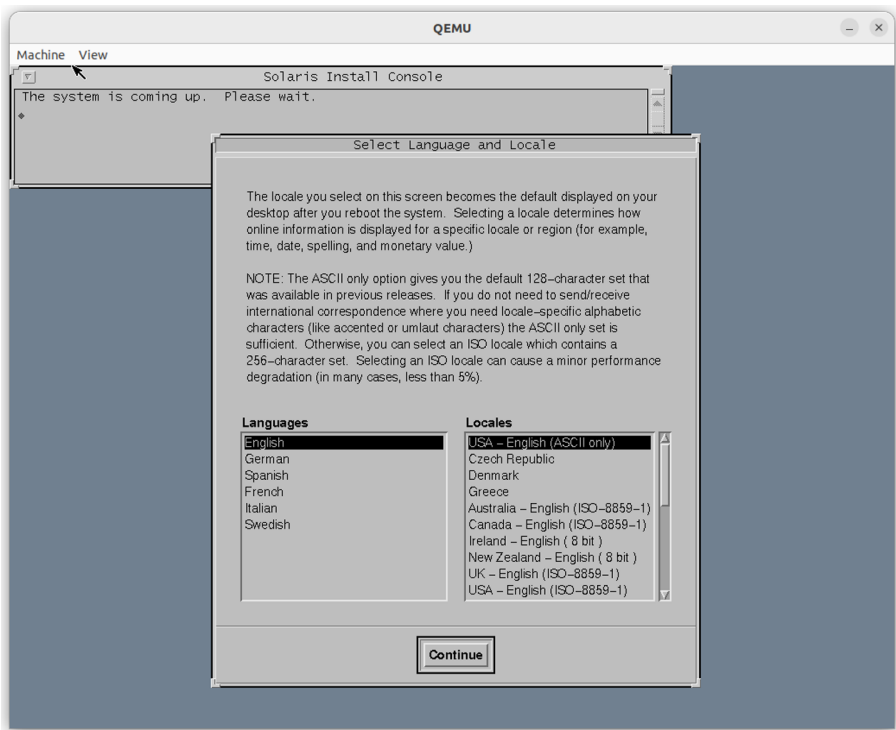 QEMU
Machine View
Solaris Install Console
The system is coming up. Please wait.
Select Language and Locale
The locale you select on this screen becomes the default displayed on your
desktop after you reboot the system. Selecting a locale determines how
online information is displayed for a specific locale or region (for example,
time, date, spelling, and monetary value.)
NOTE: The ASCII only option gives you the default 128–character set that
was available in previous releases. If you do not need to send/receive
international correspondence where you need locale–specific alphabetic
characters (like accented or umlaut characters) the ASCII only set is
sufficient. Otherwise, you can select an ISO locale which contains a
256–character set. Selecting an ISO locale can cause a minor performance
degradation (in many cases, less than 5%).
Languages
English
German
Spanish
French
Italian
Swedish
Locales
USA – English (ASCII only)
Czech Republic
Denmark
Greece
Australia – English (ISO–8859–1)
Canada – English (ISO–8859–1)
Ireland – English ( 8 bit )
New Zealand – English ( 8 bit )
UK – English (ISO–8859–1)
USA – English (ISO–8859–1)
Continue